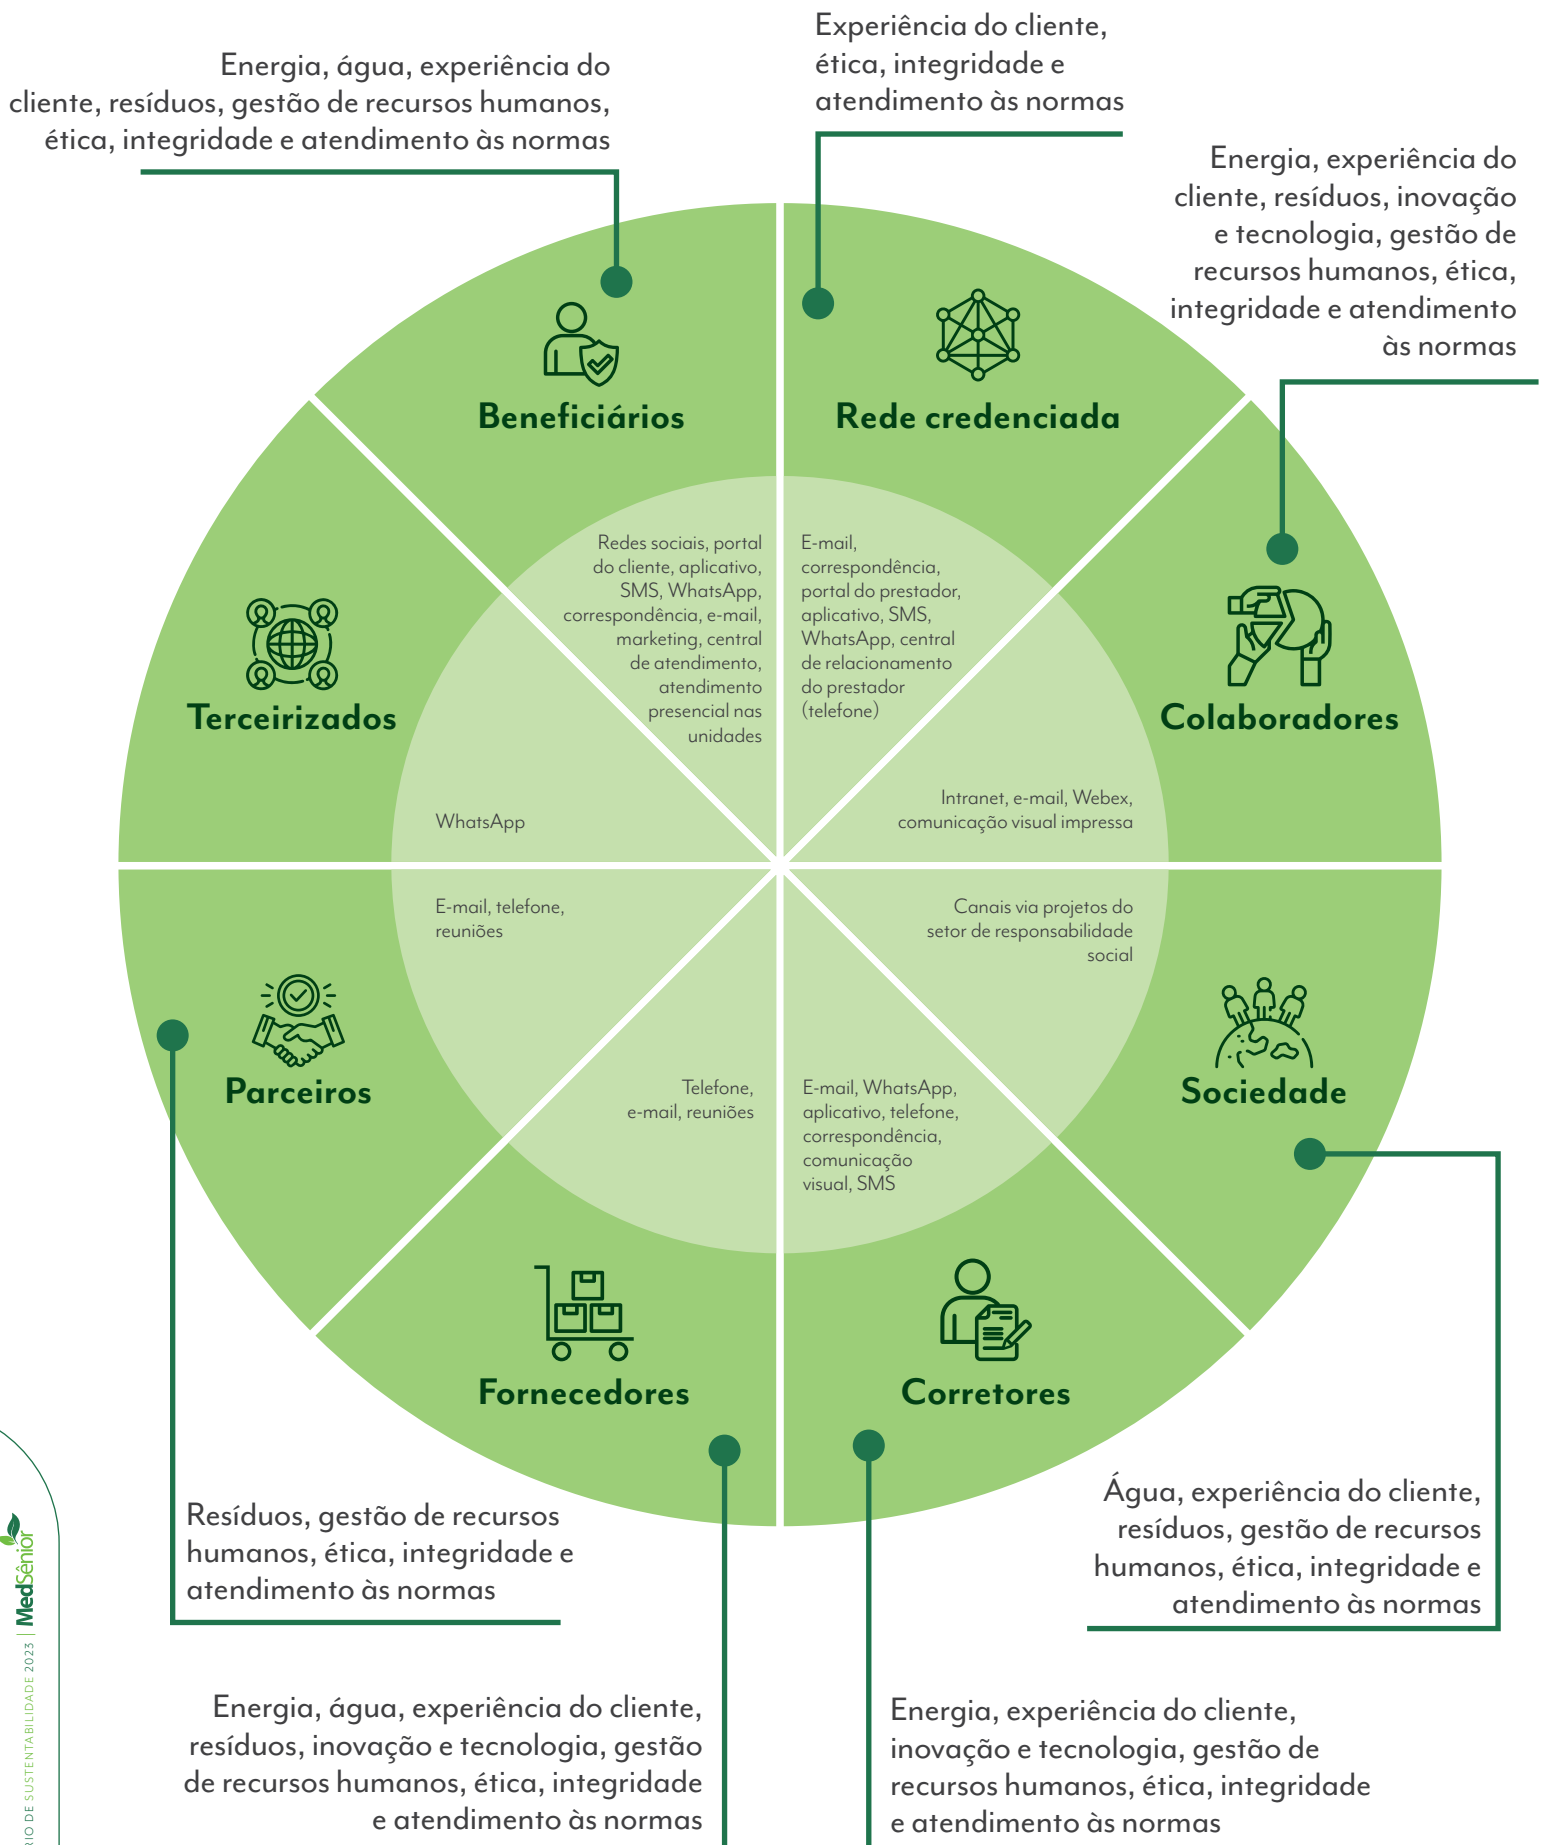 Energia, água, experiência do
cliente, resíduos, gestão de recursos humanos,
ética, integridade e atendimento às normas
Experiência do cliente,
ética, integridade e
atendimento às normas
Energia, experiência do
cliente, resíduos, inovação
e tecnologia, gestão de
recursos humanos, ética,
integridade e atendimento
às normas
Beneficiários
Rede credenciada
Redes sociais, portal
do cliente, aplicativo,
SMS, WhatsApp,
correspondência, e-mail,
marketing, central
de atendimento,
atendimento
presencial nas
unidades
E-mail,
correspondência,
portal do prestador,
aplicativo, SMS,
WhatsApp, central
de relacionamento
do prestador
(telefone)
Terceirizados
Colaboradores
WhatsApp
Intranet, e-mail, Webex,
comunicação visual impressa
E-mail, telefone,
reuniões
Canais via projetos do
setor de responsabilidade
social
Parceiros
Sociedade
Telefone,
e-mail, reuniões
E-mail, WhatsApp,
aplicativo, telefone,
correspondência,
comunicação
visual, SMS
Fornecedores
Corretores
Resíduos, gestão de recursos
humanos, ética, integridade e
atendimento às normas
Água, experiência do cliente,
resíduos, gestão de recursos
humanos, ética, integridade e
atendimento às normas
Energia, água, experiência do cliente,
resíduos, inovação e tecnologia, gestão
de recursos humanos, ética, integridade
e atendimento às normas
Energia, experiência do cliente,
inovação e tecnologia, gestão de
recursos humanos, ética, integridade
e atendimento às normas
DE SUSTENTABILIDADE 2023 | MedSênior